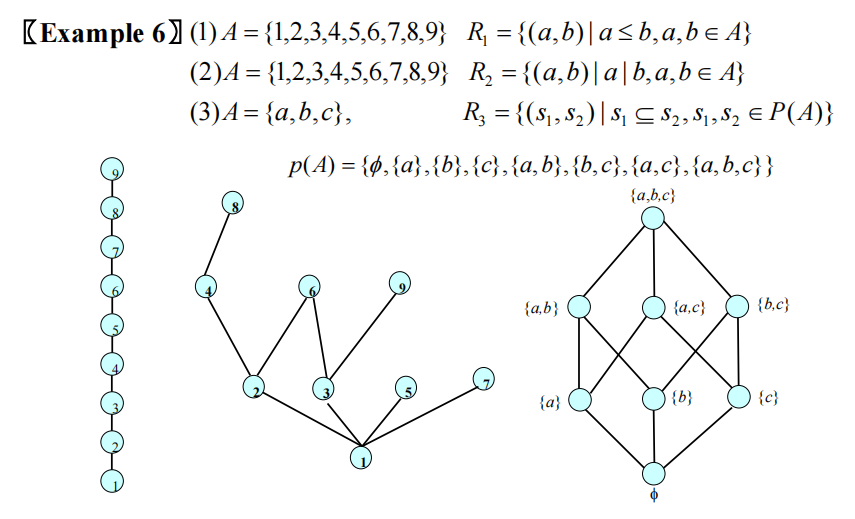 〖Example 6〗(1) A = {1,2,3,4,5,6,7,8,9} R₁ = {(a,b) | a ≤ b, a,b ∈ A}
(2) A = {1,2,3,4,5,6,7,8,9} R₂ = {(a,b) | a | b, a,b ∈ A}
(3) A = {a,b,c}, R₃ = {(s₁,s₂) | s₁ ⊆ s₂, s₁,s₂ ∈ P(A)}
p(A) = {ϕ,{a},{b},{c},{a,b},{b,c},{a,c},{a,b,c}}
9
8
7
6
5
4
3
2
1
8
4 6 9
2 3 5 7
1
{a,b,c}
{a,b} {a,c} {b,c}
{a} {b} {c}
ϕ